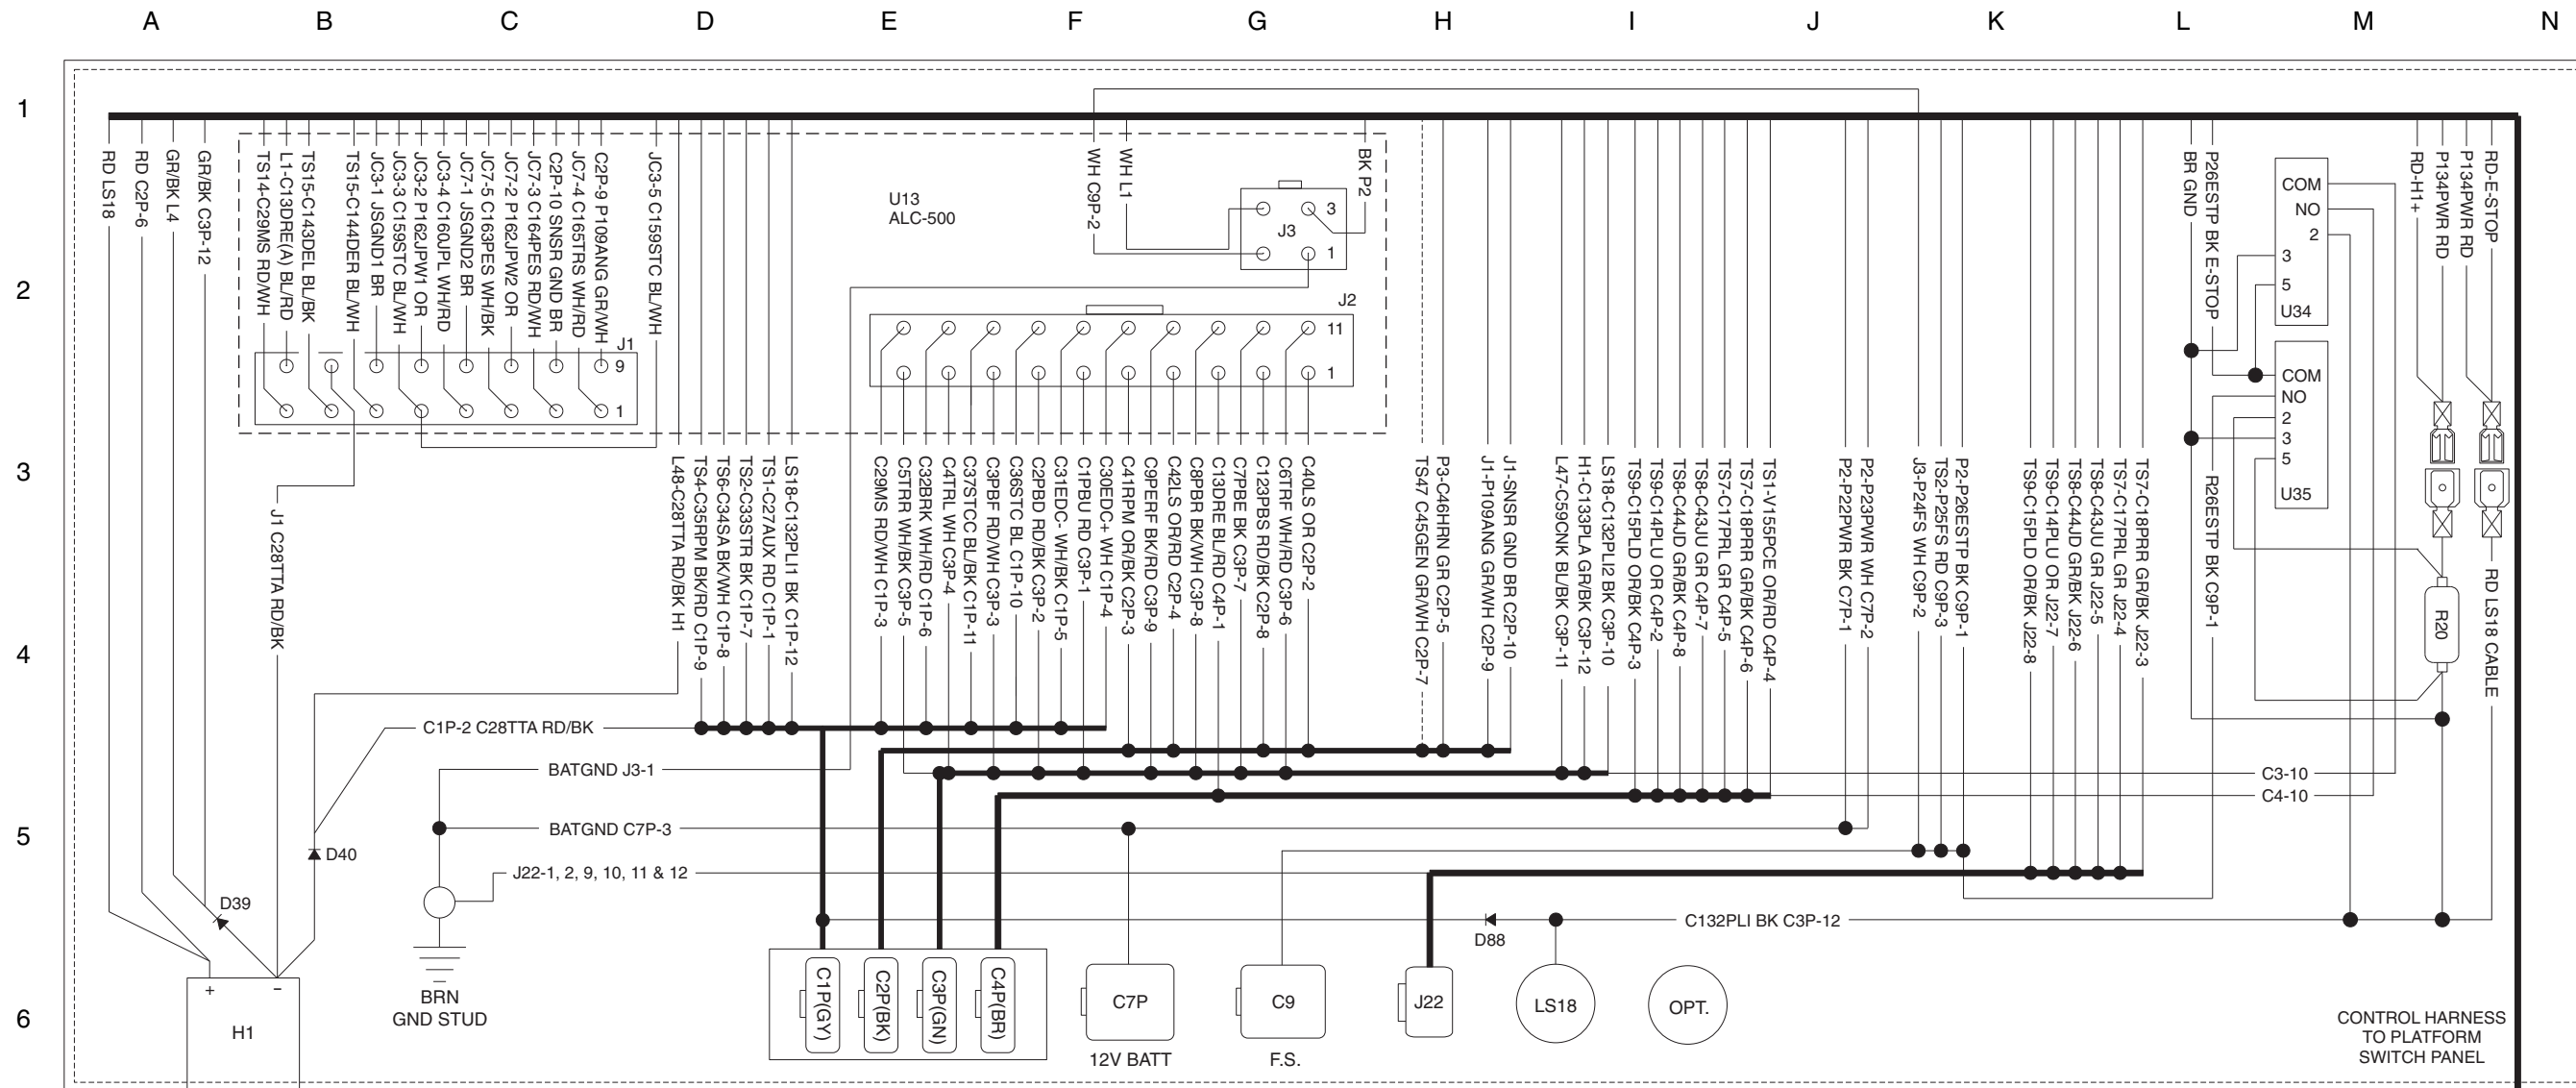 A B C D E F G H I J K L M N
1
2
3
4
5
6
RD LS18
RD C2P-6
GR/BK L4
GR/BK C3P-12
TS14-C29MS RD/WH
L1-C13DRE(A) BL/RD
TS15-C143DEL BL/BK
TS15-C144DER BL/WH
JC3-1 JSGND1 BR
JC3-3 C159STC BL/WH
JC3-2 P162JPW1 OR
JC3-4 C160JPL WH/RD
JC7-1 JSGND2 BR
JC7-5 C163PES WH/BK
JC7-2 P162JPW2 OR
JC7-3 C164PES RD/WH
C2P-10 SNSR GND BR
JC7-4 C165TRS WH/RD
C2P-9 P109ANG GR/WH
JC3-5 C159STC BL/WH
J1
9
1
U13
ALC-500
WH C9P-2
WH L1
BK P2
3
J3
1
J2
11
1
BR GND
P26ESTP BK E-STOP
COM
NO
2
3
5
U34
COM
NO
2
3
5
U35
RD-H1+
P134PWR RD
P134PWR RD
RD-E-STOP
J1 C28TTA RD/BK
L48-C28TTA RD/BK H1
TS4-C35RPM BK/RD C1P-9
TS6-C34SA BK/WH C1P-8
TS2-C33STR BK C1P-7
TS1-C27AUX RD C1P-1
LS18-C132PLI1 BK C1P-12
C29MS RD/WH C1P-3
C5TRR WH/BK C3P-5
C32BRK WH/RD C1P-6
C4TRL WH C3P-4
C37STCC BL/BK C1P-11
C3PBF RD/WH C3P-3
C36STC BL C1P-10
C2PBD RD/BK C3P-2
C31EDC- WH/BK C1P-5
C1PBU RD C3P-1
C30EDC+ WH C1P-4
C41RPM OR/BK C2P-3
C9PERF BK/RD C3P-9
C42LS OR/RD C2P-4
C8PBR BK/WH C3P-8
C13DRE BL/RD C4P-1
C7PBE BK C3P-7
C123PBS RD/BK C2P-8
C6TRF WH/RD C3P-6
C40LS OR C2P-2
TS47 C45GEN GR/WH C2P-7
P3-C46HRN GR C2P-5
J1-P109ANG GR/WH C2P-9
J1-SNSR GND BR C2P-10
L47-C59CNK BL/BK C3P-11
H1-C133PLA GR/BK C3P-12
LS18-C132PLI2 BK C3P-10
TS9-C15PLD OR/BK C4P-3
TS9-C14PLU OR C4P-2
TS8-C44JD GR/BK C4P-8
TS8-C43JU GR C4P-7
TS7-C17PRL GR C4P-5
TS7-C18PRR GR/BK C4P-6
TS1-V155PCE OR/RD C4P-4
P2-P22PWR BK C7P-1
P2-P23PWR WH C7P-2
J3-P24FS WH C9P-2
TS2-P25FS RD C9P-3
P2-P26ESTP BK C9P-1
TS9-C15PLD OR/BK J22-8
TS9-C14PLU OR J22-7
TS8-C44JD GR/BK J22-6
TS8-C43JU GR J22-5
TS7-C17PRL GR J22-4
TS7-C18PRR GR/BK J22-3
R26ESTP BK C9P-1
R20
RD LS18 CABLE
C1P-2 C28TTA RD/BK
BATGND J3-1
C3-10
C4-10
BATGND C7P-3
D40
J22-1, 2, 9, 10, 11 & 12
D39
C132PLI BK C3P-12
D88
+
−
H1
BRN
GND STUD
C1P(GY)
C2P(BK)
C3P(GN)
C4P(BR)
C7P
12V BATT
C9
F.S.
J22
LS18
OPT.
CONTROL HARNESS
TO PLATFORM
SWITCH PANEL